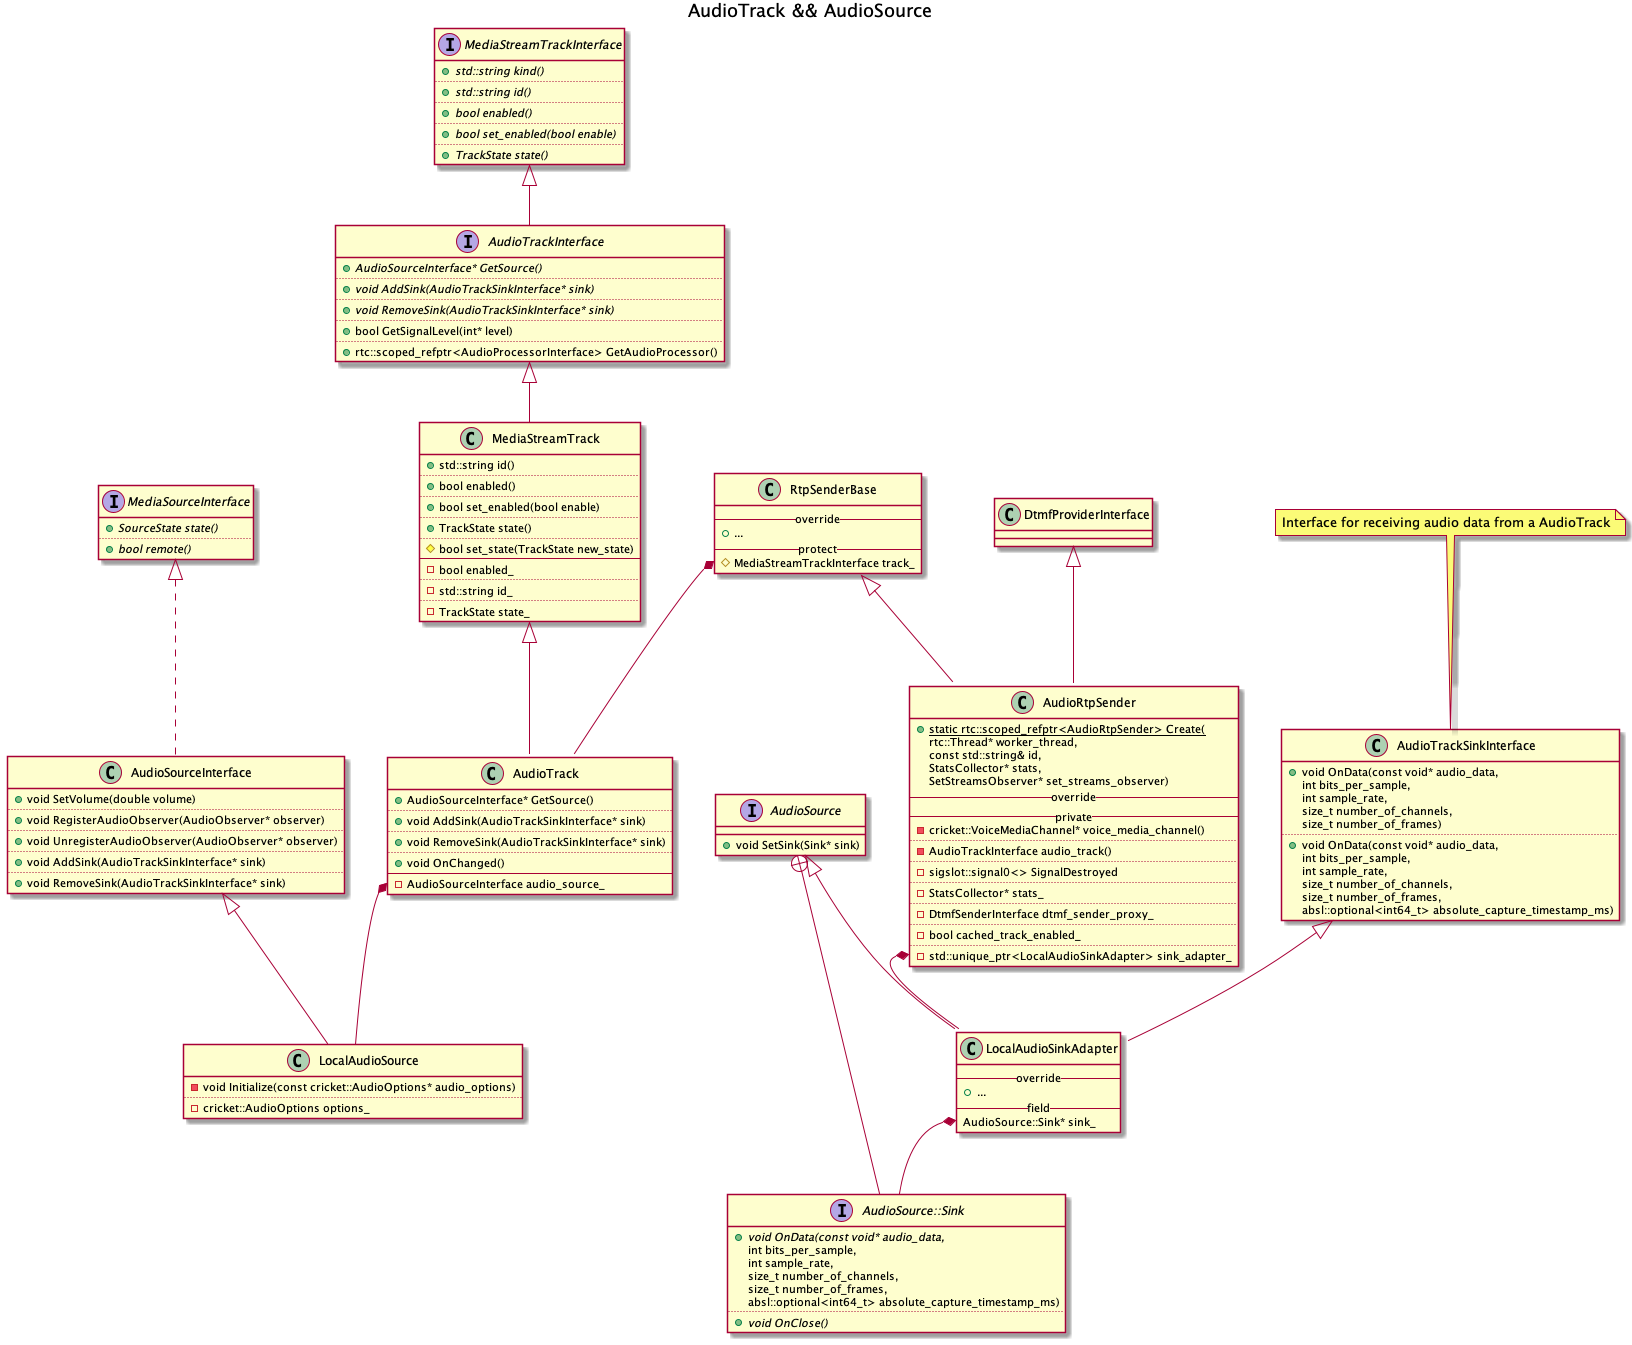 AudioTrack && AudioSource
I MediaStreamTrackInterface
std::string kind()
std::string id()
bool enabled()
bool set_enabled(bool enable)
TrackState state()
I AudioTrackInterface
AudioSourceInterface* GetSource()
void AddSink(AudioTrackSinkInterface* sink)
void RemoveSink(AudioTrackSinkInterface* sink)
bool GetSignalLevel(int* level)
rtc::scoped_refptr<AudioProcessorInterface> GetAudioProcessor()
C MediaStreamTrack
std::string id()
bool enabled()
bool set_enabled(bool enable)
TrackState state()
bool set_state(TrackState new_state)
bool enabled_
std::string id_
TrackState state_
I MediaSourceInterface
SourceState state()
bool remote()
C RtpSenderBase
override
...
protect
MediaStreamTrackInterface track_
C DtmfProviderInterface
Interface for receiving audio data from a AudioTrack
C AudioSourceInterface
void SetVolume(double volume)
void RegisterAudioObserver(AudioObserver* observer)
void UnregisterAudioObserver(AudioObserver* observer)
void AddSink(AudioTrackSinkInterface* sink)
void RemoveSink(AudioTrackSinkInterface* sink)
C AudioTrack
AudioSourceInterface* GetSource()
void AddSink(AudioTrackSinkInterface* sink)
void RemoveSink(AudioTrackSinkInterface* sink)
void OnChanged()
AudioSourceInterface audio_source_
I AudioSource
void SetSink(Sink* sink)
C AudioRtpSender
static rtc::scoped_refptr<AudioRtpSender> Create(
rtc::Thread* worker_thread,
const std::string& id,
StatsCollector* stats,
SetStreamsObserver* set_streams_observer)
override
private
cricket::VoiceMediaChannel* voice_media_channel()
AudioTrackInterface audio_track()
sigslot::signal0<> SignalDestroyed
StatsCollector* stats_
DtmfSenderInterface dtmf_sender_proxy_
bool cached_track_enabled_
std::unique_ptr<LocalAudioSinkAdapter> sink_adapter_
C AudioTrackSinkInterface
void OnData(const void* audio_data,
int bits_per_sample,
int sample_rate,
size_t number_of_channels,
size_t number_of_frames)
void OnData(const void* audio_data,
int bits_per_sample,
int sample_rate,
size_t number_of_channels,
size_t number_of_frames,
absl::optional<int64_t> absolute_capture_timestamp_ms)
C LocalAudioSource
void Initialize(const cricket::AudioOptions* audio_options)
cricket::AudioOptions options_
C LocalAudioSinkAdapter
override
...
field
AudioSource::Sink* sink_
I AudioSource::Sink
void OnData(const void* audio_data,
int bits_per_sample,
int sample_rate,
size_t number_of_channels,
size_t number_of_frames,
absl::optional<int64_t> absolute_capture_timestamp_ms)
void OnClose()